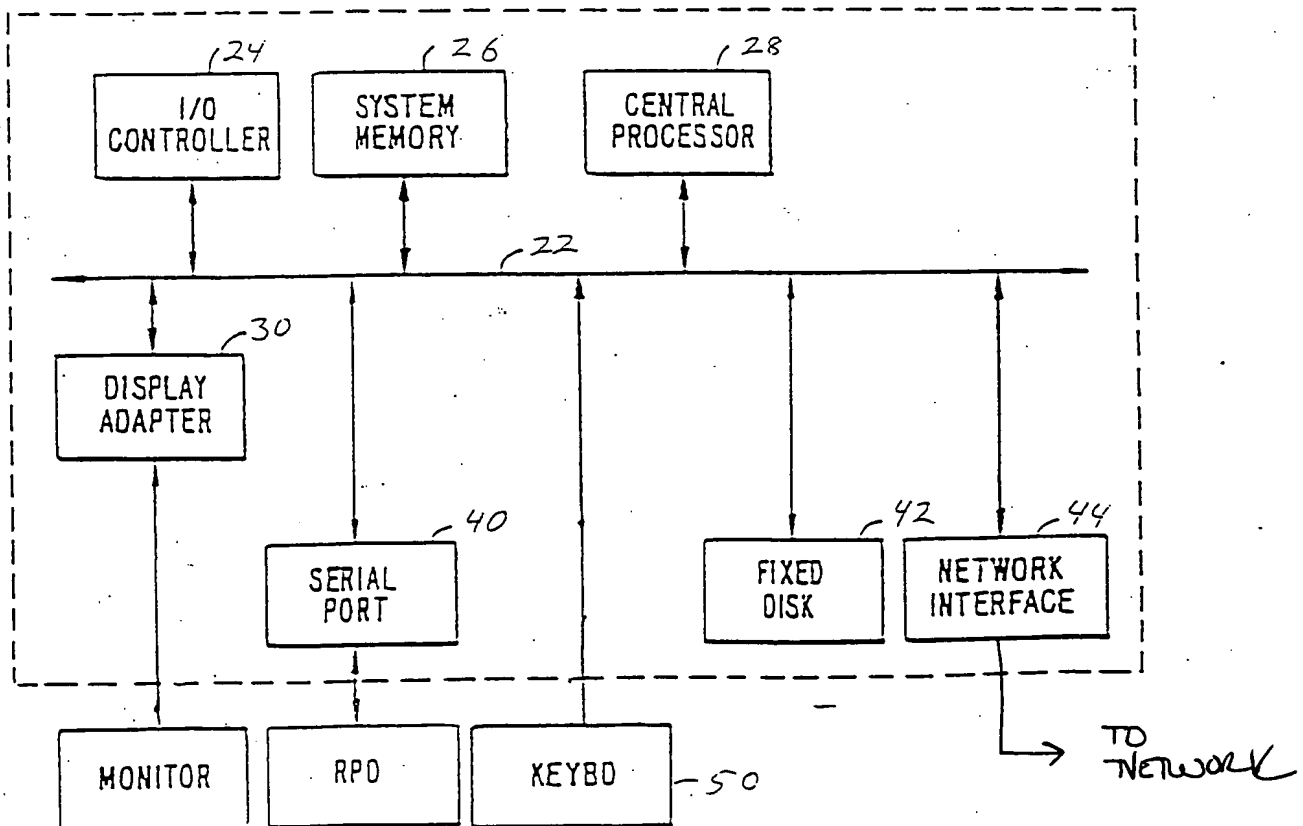 24
26
28
I/O
CONTROLLER
SYSTEM
MEMORY
CENTRAL
PROCESSOR
22
30
DISPLAY
ADAPTER
40
42
44
SERIAL
PORT
FIXED
DISK
NETWORK
INTERFACE
MONITOR
RPD
KEYBD
50
TO
NETWORK